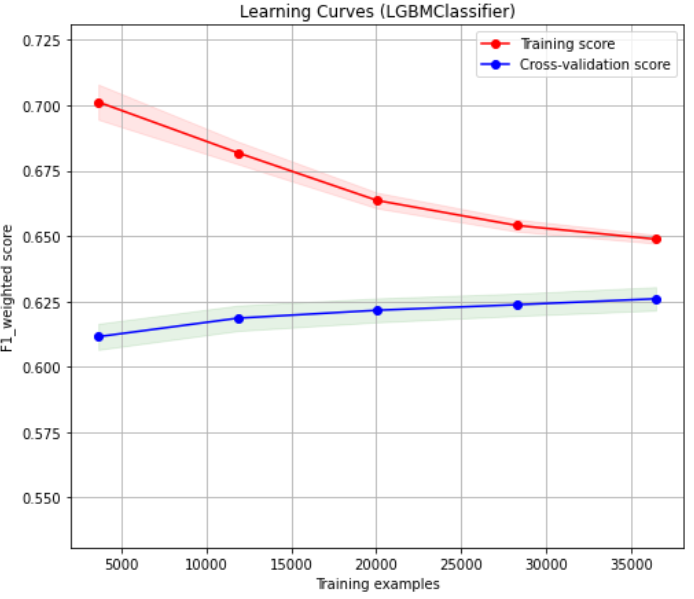 Learning Curves (LGBMClassifier)
Training score
Cross-validation score
F1_weighted score
0.725
0.700
0.675
0.650
0.625
0.600
0.575
0.550
5000 10000 15000 20000 25000 30000 35000
Training examples